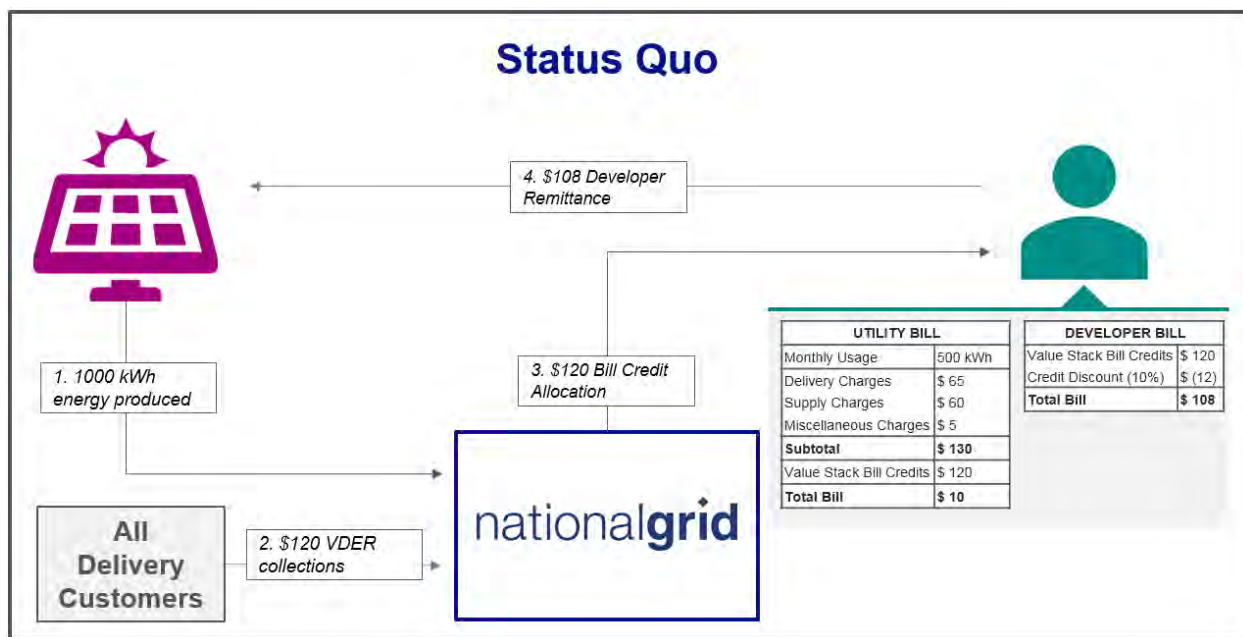 Status Quo
4. $108 Developer
Remittance
1. 1000 kWh
energy produced
3. $120 Bill Credit
Allocation
All
Delivery
Customers
2. $120 VDER
collections
nationalgrid
UTILITY BILL
Monthly Usage 500 kWh
Delivery Charges $ 65
Supply Charges $ 60
Miscellaneous Charges $ 5
Subtotal $ 130
Value Stack Bill Credits $ 120
Total Bill $ 10
DEVELOPER BILL
Value Stack Bill Credits $ 120
Credit Discount (10%) $ (12)
Total Bill $ 108